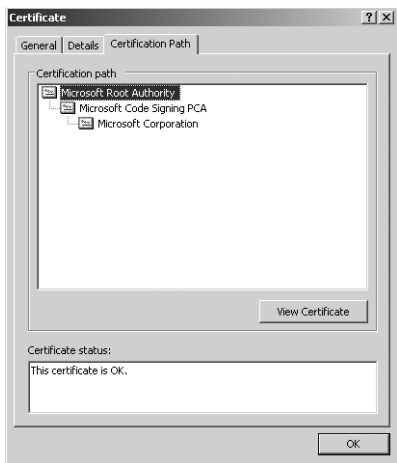 Certificate
General Details Certification Path
Certification path
Microsoft Root Authority
Microsoft Code Signing PCA
Microsoft Corporation
View Certificate
Certificate status:
This certificate is OK.
OK